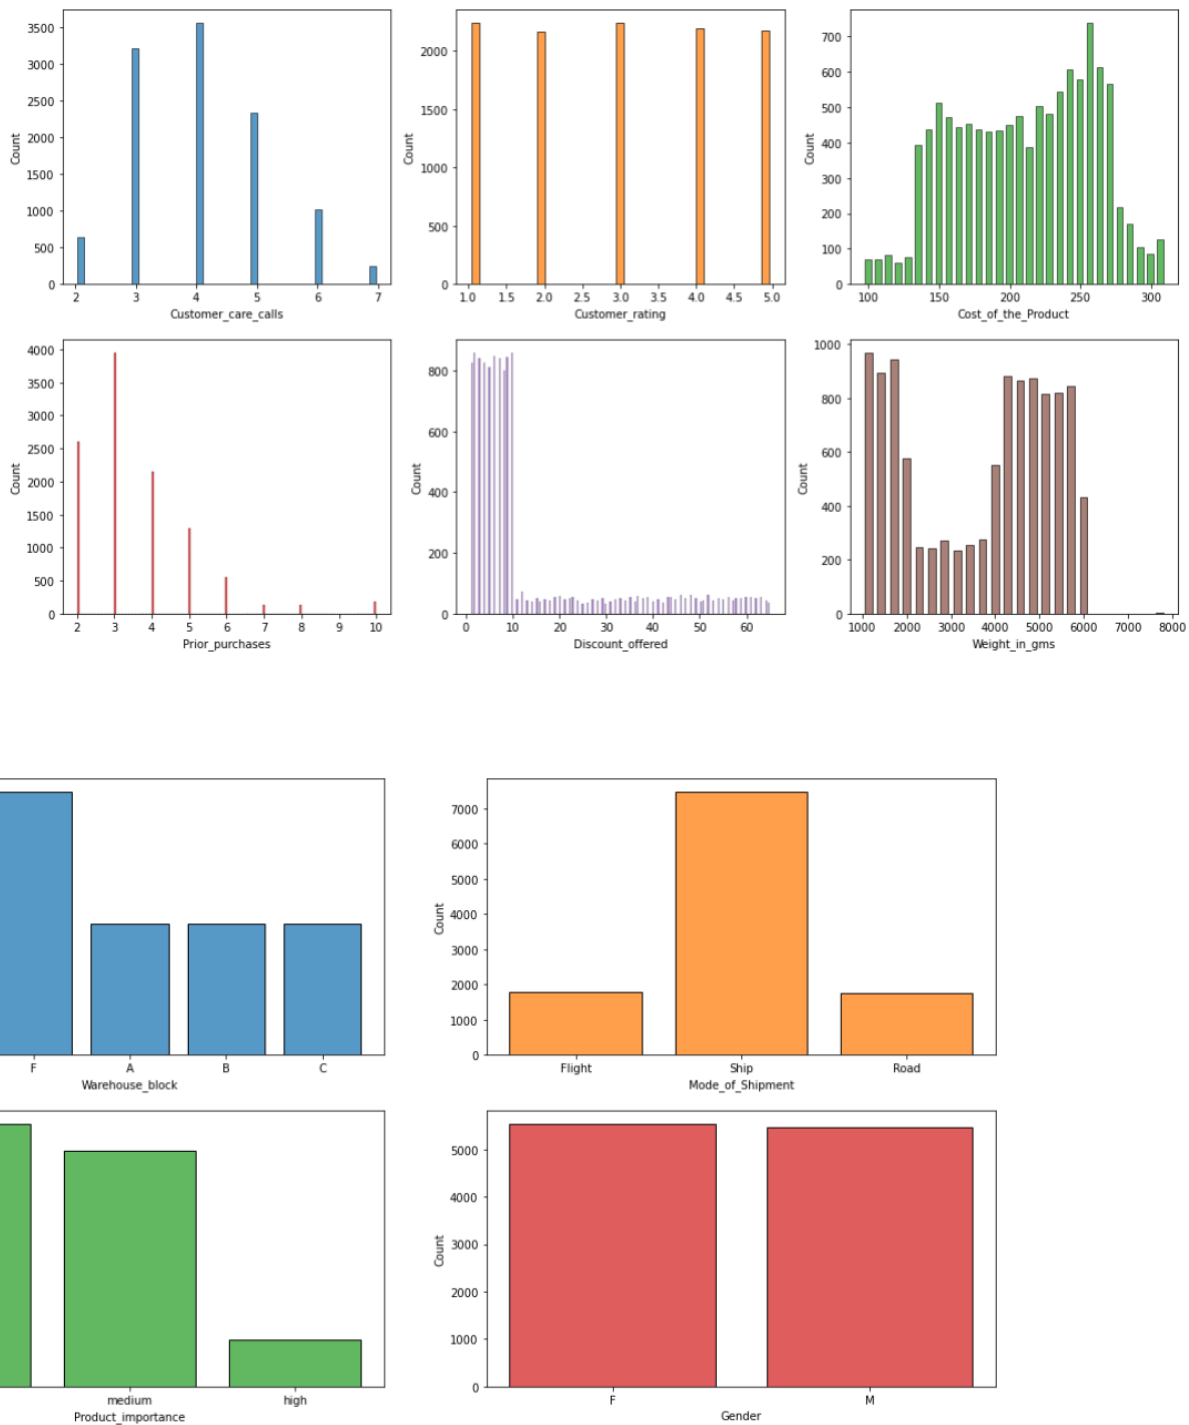 3500
3000
2500
2000
1500
1000
500
0
Count
2 3 4 5 6 7
Customer_care_calls
2000
1500
1000
500
0
Count
1.0 1.5 2.0 2.5 3.0 3.5 4.0 4.5 5.0
Customer_rating
700
600
500
400
300
200
100
0
Count
100 150 200 250 300
Cost_of_the_Product
4000
3500
3000
2500
2000
1500
1000
500
0
Count
2 3 4 5 6 7 8 9 10
Prior_purchases
800
600
400
200
0
Count
0 10 20 30 40 50 60
Discount_offered
1000
800
600
400
200
0
Count
1000 2000 3000 4000 5000 6000 7000 8000
Weight_in_gms
F A B C
Warehouse_block
7000
6000
5000
4000
3000
2000
1000
0
Count
Flight Ship Road
Mode_of_Shipment
medium high
Product_importance
5000
4000
3000
2000
1000
0
Count
F M
Gender